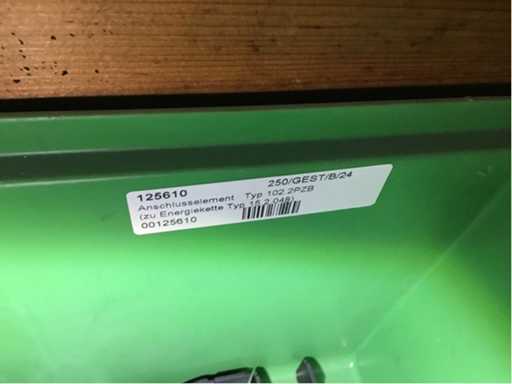 125610 250/GEST/B/24
Anschlusselement Typ 102.2PZB
(zu Energiekette Typ 15.2.048)
00125610